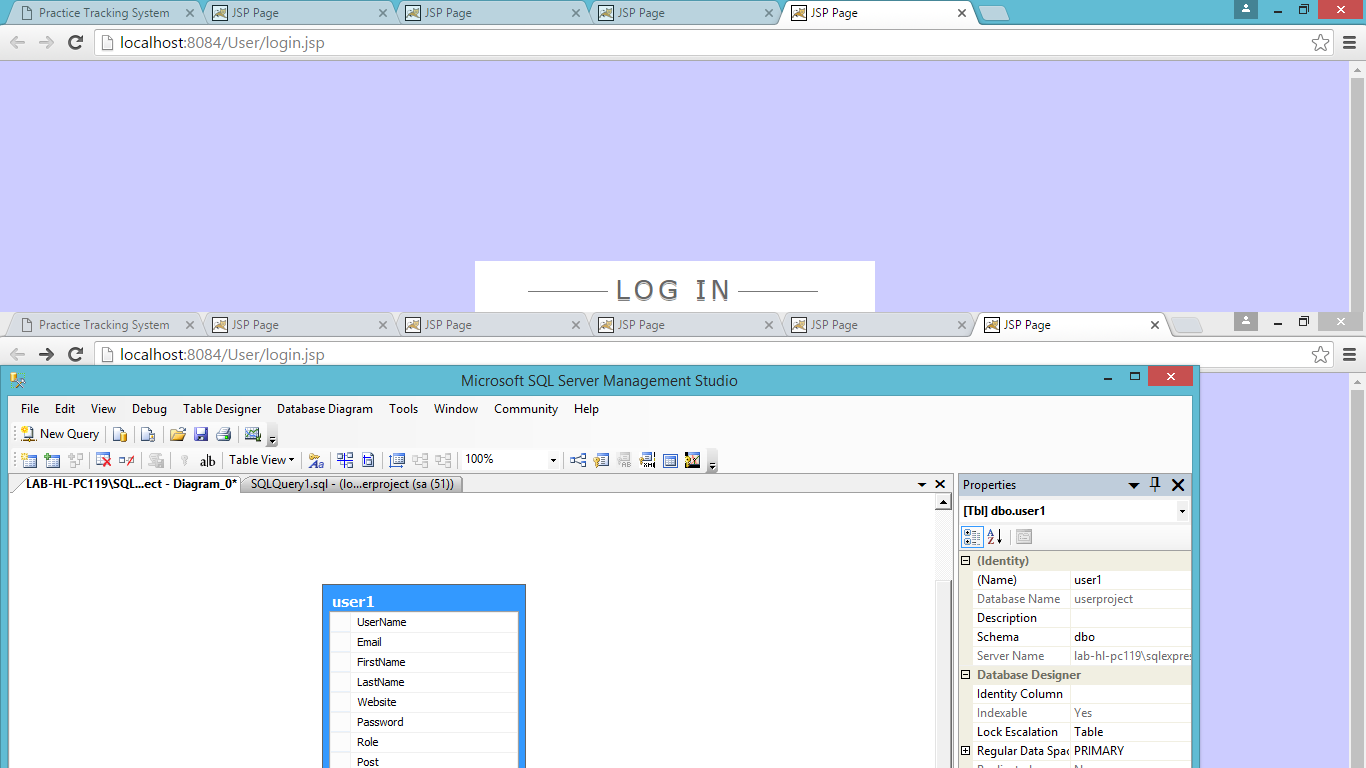 Practice Tracking System JSP Page JSP Page JSP Page JSP Page
localhost:8084/User/login.jsp
LOG IN
Practice Tracking System JSP Page JSP Page JSP Page JSP Page JSP Page
localhost:8084/User/login.jsp
Microsoft SQL Server Management Studio
File Edit View Debug Table Designer Database Diagram Tools Window Community Help
New Query
Table View 100%
LAB-HL-PC119\SQL...ect - Diagram_0* SQLQuery1.sql - (lo...erproject (sa (51))
Properties
[Tbl] dbo.user1
(Identity)
(Name) user1
Database Name userproject
Description
Schema dbo
Server Name lab-hl-pc119\sqlexpres
Database Designer
Identity Column
Indexable Yes
Lock Escalation Table
Regular Data Spac PRIMARY
user1
UserName
Email
FirstName
LastName
Website
Password
Role
Post